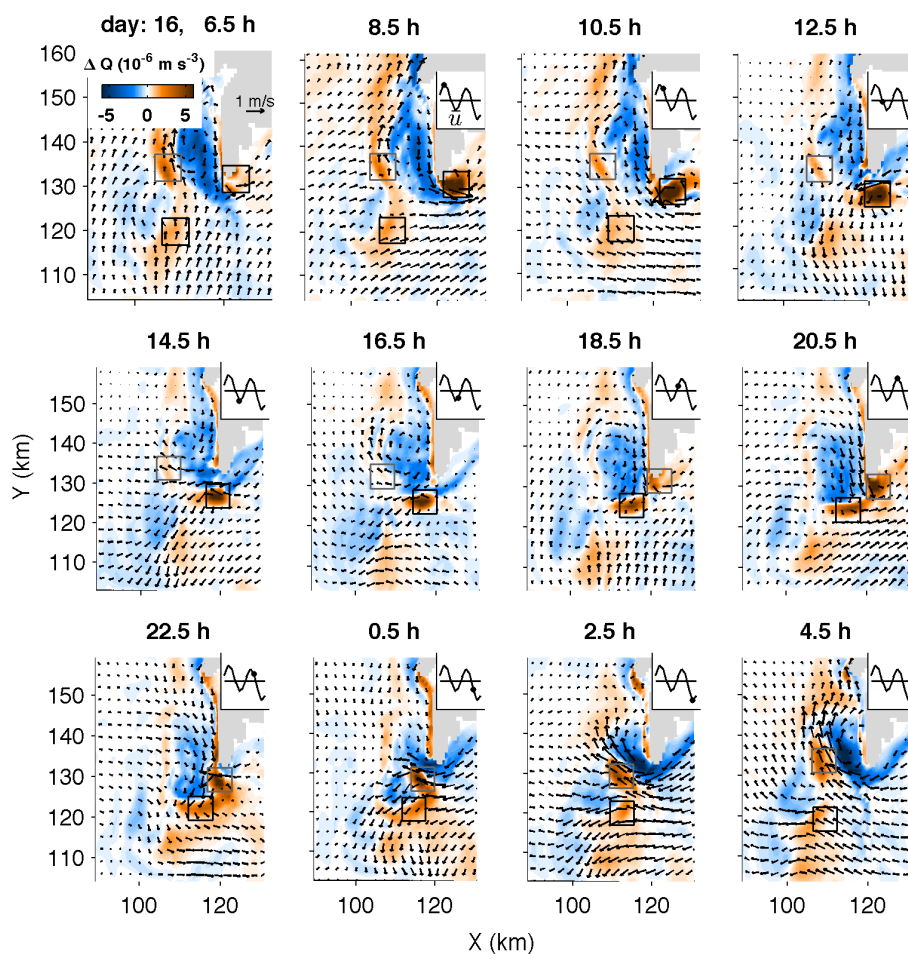 day: 16, 6.5 h
8.5 h
10.5 h
12.5 h
Δ Q (10⁻⁶ m s⁻³)
-5 0 5
1 m/s
ū
160
150
140
130
120
110
14.5 h
16.5 h
18.5 h
20.5 h
150
140
130
120
110
Y (km)
22.5 h
0.5 h
2.5 h
4.5 h
150
140
130
120
110
100 120
100 120
100 120
100 120
X (km)